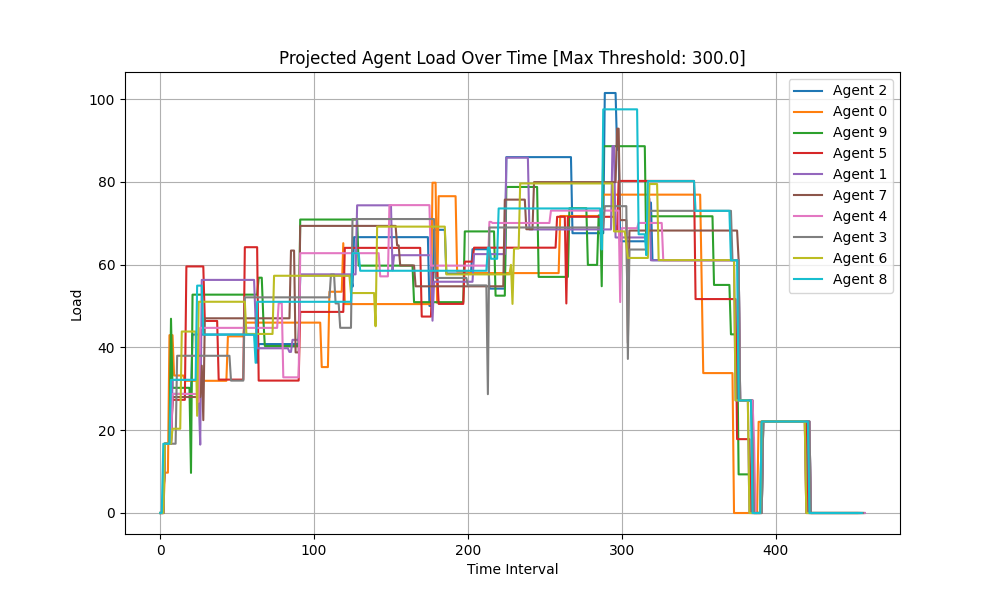 Projected Agent Load Over Time [Max Threshold: 300.0]
Load
100
80
60
40
20
0
0
100
200
300
400
Time Interval
Agent 2
Agent 0
Agent 9
Agent 5
Agent 1
Agent 7
Agent 4
Agent 3
Agent 6
Agent 8